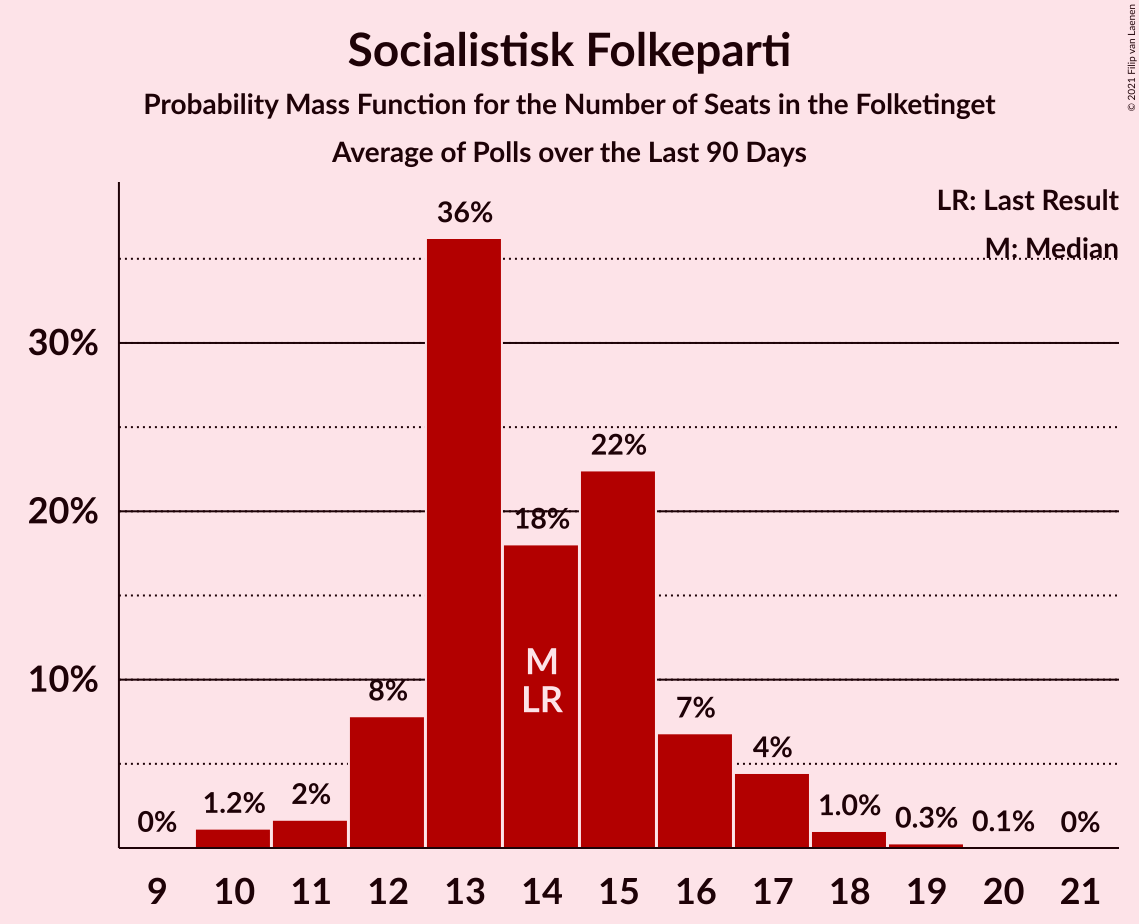 Socialistisk Folkeparti
Probability Mass Function for the Number of Seats in the Folketinget
Average of Polls over the Last 90 Days
© 2021 Filip van Laenen
LR: Last Result
M: Median
36%
30%
22%
20%
18%
M
LR
10%
8%
7%
4%
2%
1.2%
1.0%
0.3%
0.1%
0%
0%
9 10 11 12 13 14 15 16 17 18 19 20 21